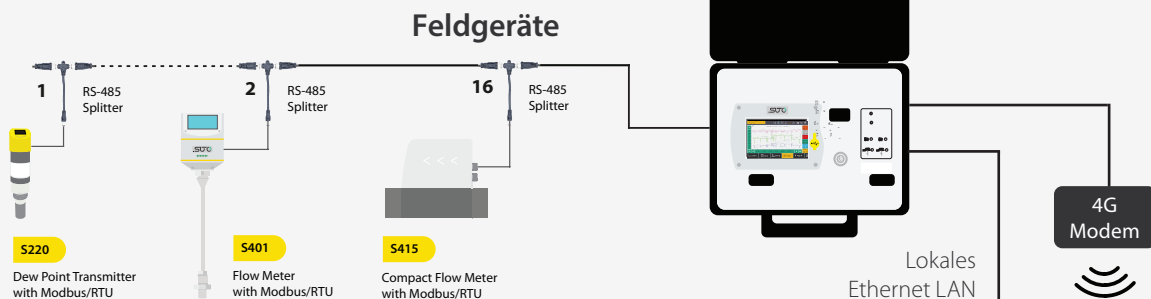 Feldgeräte
1
RS-485
Splitter
2
RS-485
Splitter
16
RS-485
Splitter
SUTO
SUTO
S220
Dew Point Transmitter
with Modbus/RTU
S401
Flow Meter
with Modbus/RTU
S415
Compact Flow Meter
with Modbus/RTU
Lokales
Ethernet LAN
4G
Modem